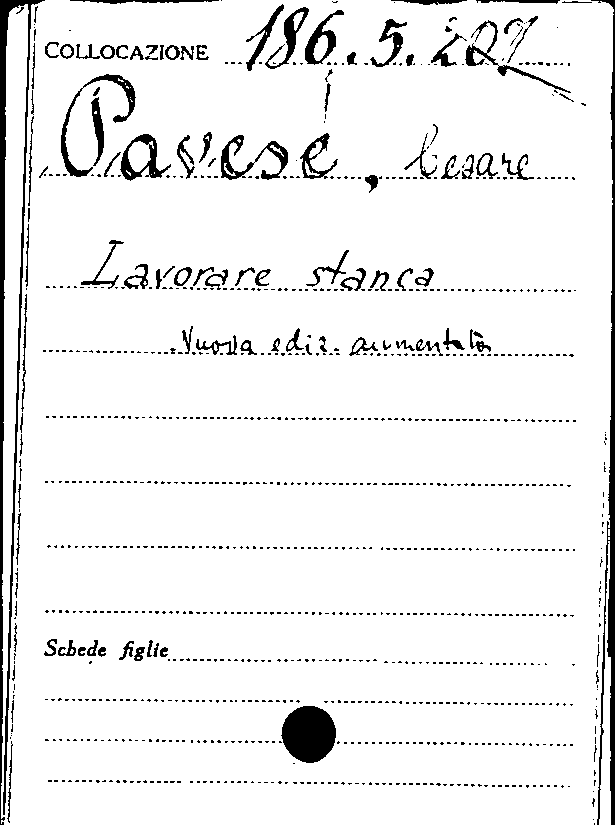 COLLOCAZIONE 186.5.207
Pavese, Cesare
Lavorare stanca
Nuova ediz. aumentata
Schede figlie